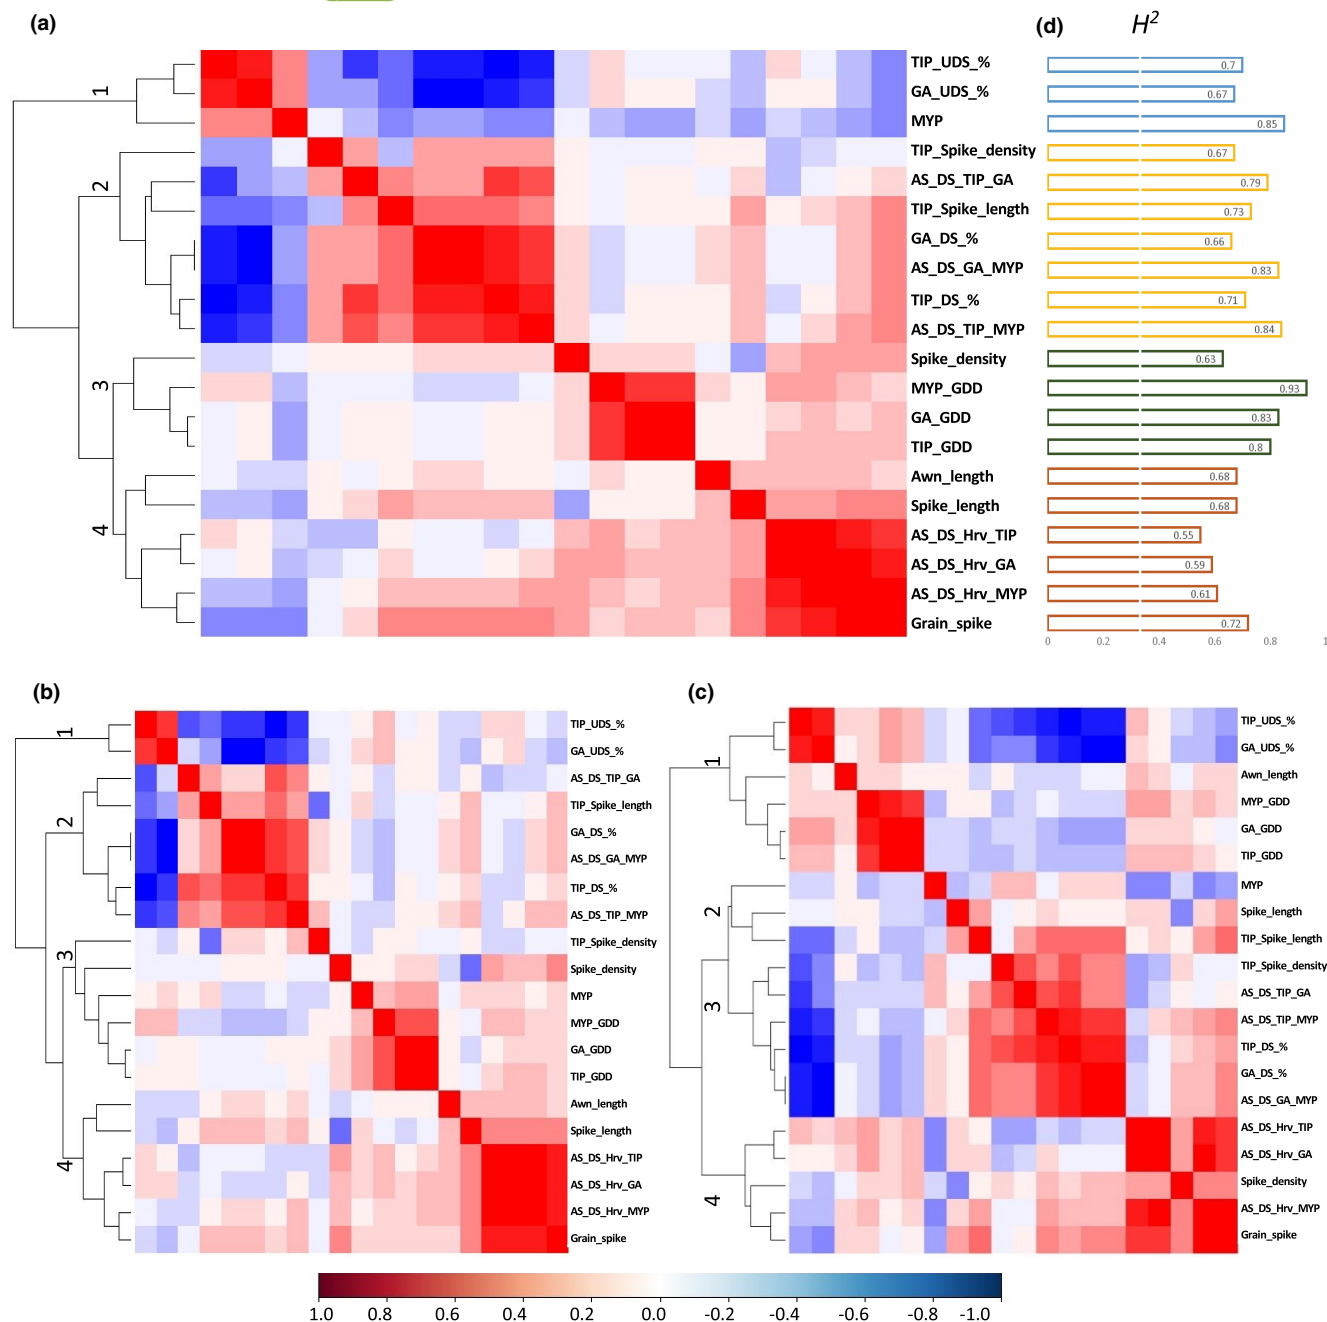 (a)
(d)
H²
1
2
3
4
TIP_UDS_%
GA_UDS_%
MYP
TIP_Spike_density
AS_DS_TIP_GA
TIP_Spike_length
GA_DS_%
AS_DS_GA_MYP
TIP_DS_%
AS_DS_TIP_MYP
Spike_density
MYP_GDD
GA_GDD
TIP_GDD
Awn_length
Spike_length
AS_DS_Hrv_TIP
AS_DS_Hrv_GA
AS_DS_Hrv_MYP
Grain_spike
0.7
0.67
0.85
0.67
0.79
0.73
0.66
0.83
0.71
0.84
0.63
0.93
0.83
0.8
0.68
0.68
0.55
0.59
0.61
0.72
0 0.2 0.4 0.6 0.8 1
(b)
1
2
3
4
TIP_UDS_%
GA_UDS_%
AS_DS_TIP_GA
TIP_Spike_length
GA_DS_%
AS_DS_GA_MYP
TIP_DS_%
AS_DS_TIP_MYP
TIP_Spike_density
Spike_density
MYP
MYP_GDD
GA_GDD
TIP_GDD
Awn_length
Spike_length
AS_DS_Hrv_TIP
AS_DS_Hrv_GA
AS_DS_Hrv_MYP
Grain_spike
(c)
1
2
3
4
TIP_UDS_%
GA_UDS_%
Awn_length
MYP_GDD
GA_GDD
TIP_GDD
MYP
Spike_length
TIP_Spike_length
TIP_Spike_density
AS_DS_TIP_GA
AS_DS_TIP_MYP
TIP_DS_%
GA_DS_%
AS_DS_GA_MYP
AS_DS_Hrv_TIP
AS_DS_Hrv_GA
Spike_density
AS_DS_Hrv_MYP
Grain_spike
1.0 0.8 0.6 0.4 0.2 0.0 -0.2 -0.4 -0.6 -0.8 -1.0